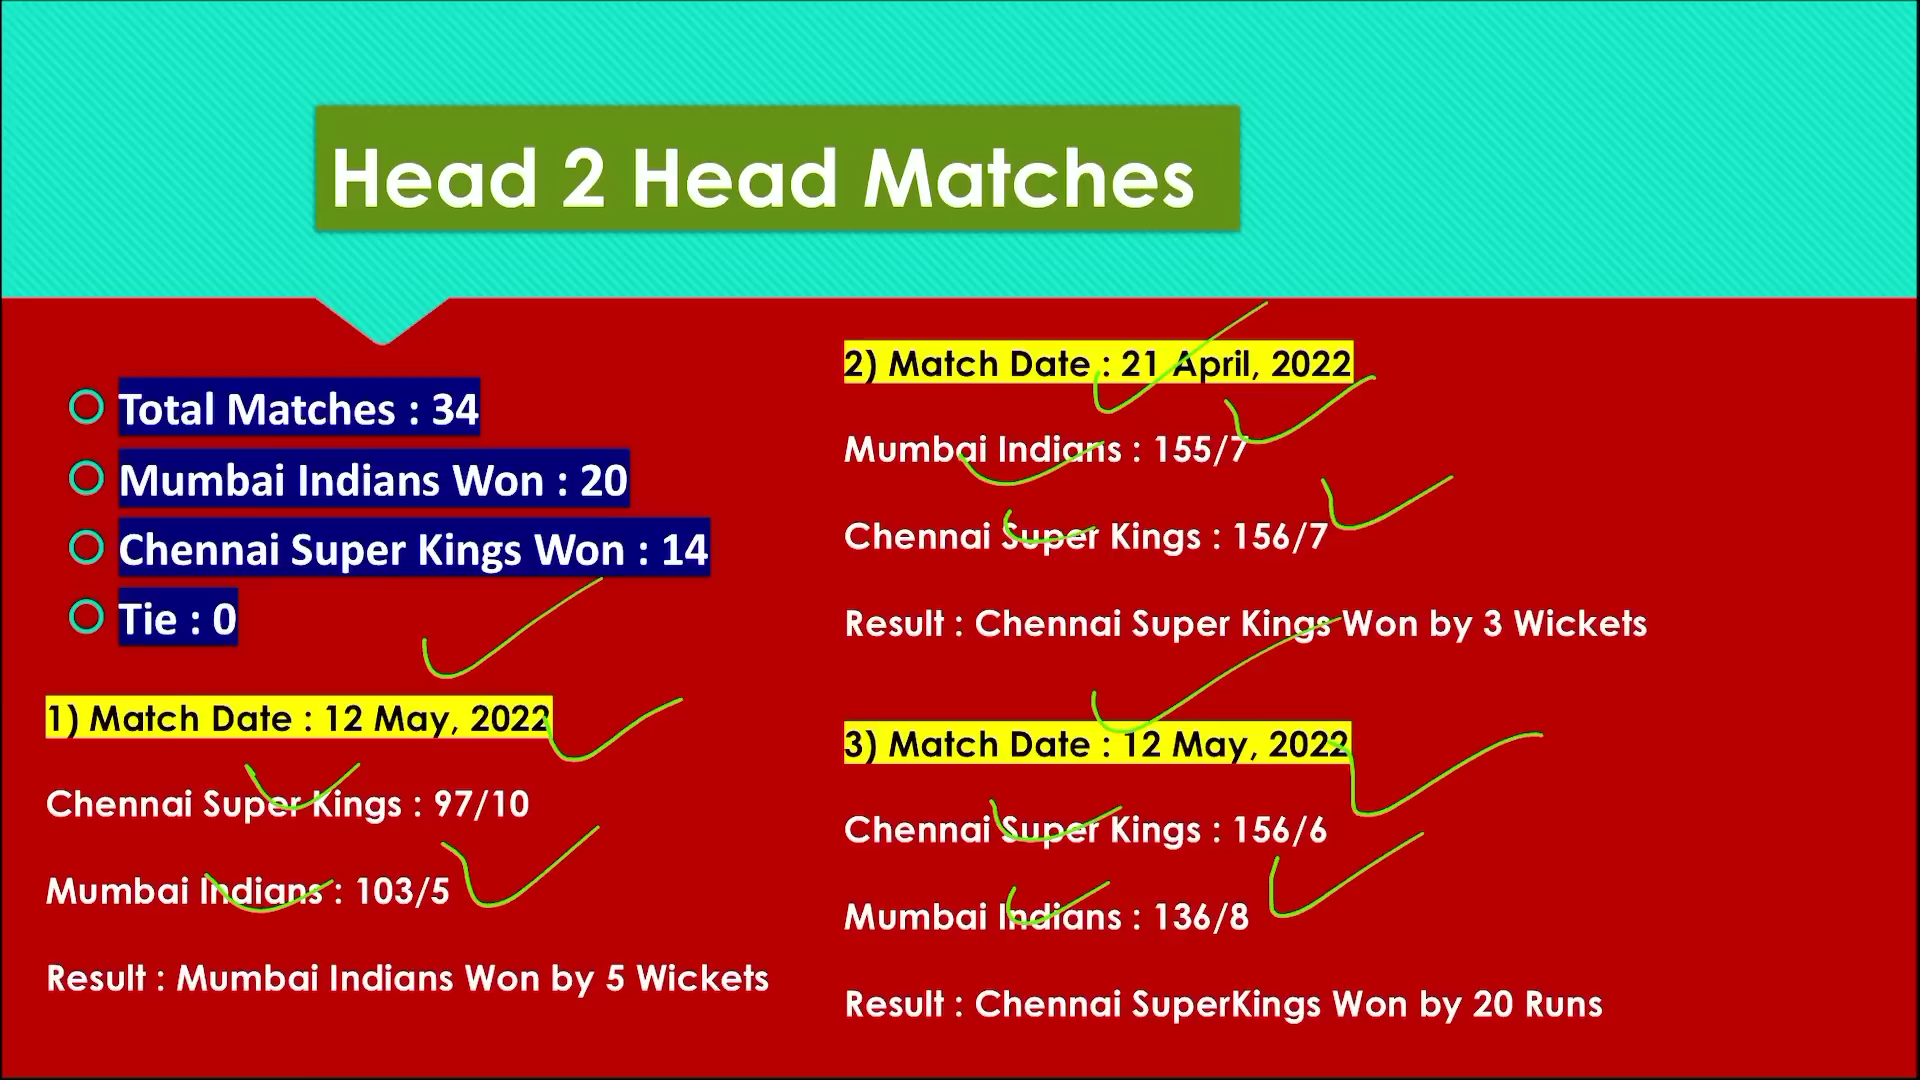 Head 2 Head Matches
Total Matches : 34
Mumbai Indians Won : 20
Chennai Super Kings Won : 14
Tie : 0
1) Match Date : 12 May, 2022
Chennai Super Kings : 97/10
Mumbai Indians : 103/5
Result : Mumbai Indians Won by 5 Wickets
2) Match Date : 21 April, 2022
Mumbai Indians : 155/7
Chennai Super Kings : 156/7
Result : Chennai Super Kings Won by 3 Wickets
3) Match Date : 12 May, 2022
Chennai Super Kings : 156/6
Mumbai Indians : 136/8
Result : Chennai SuperKings Won by 20 Runs